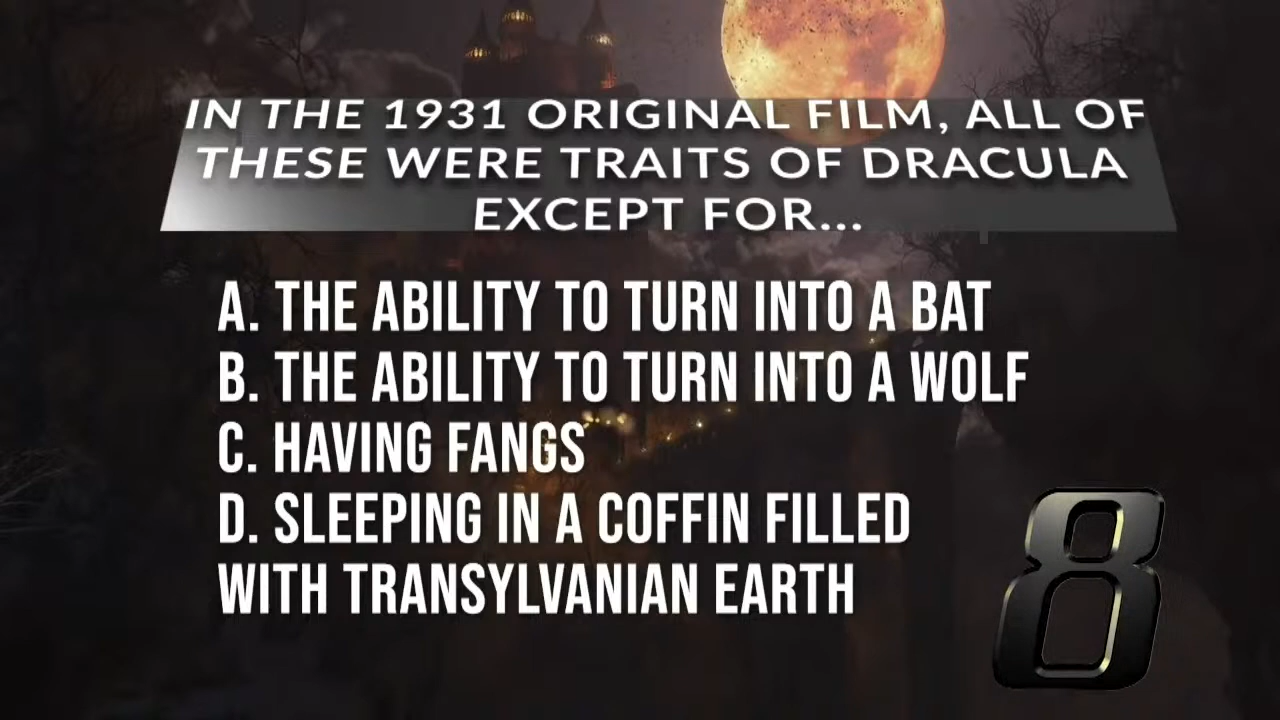 IN THE 1931 ORIGINAL FILM, ALL OF
THESE WERE TRAITS OF DRACULA
EXCEPT FOR...
A. THE ABILITY TO TURN INTO A BAT
B. THE ABILITY TO TURN INTO A WOLF
C. HAVING FANGS
D. SLEEPING IN A COFFIN FILLED
WITH TRANSYLVANIAN EARTH
8